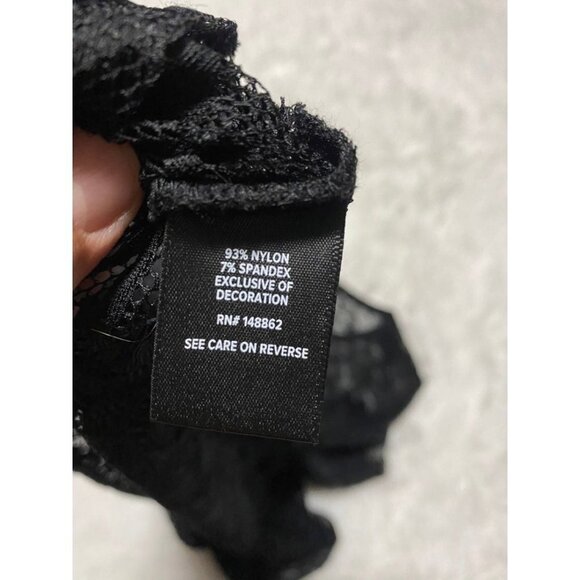 93% NYLON
7% SPANDEX
EXCLUSIVE OF
DECORATION
RN# 148862
SEE CARE ON REVERSE